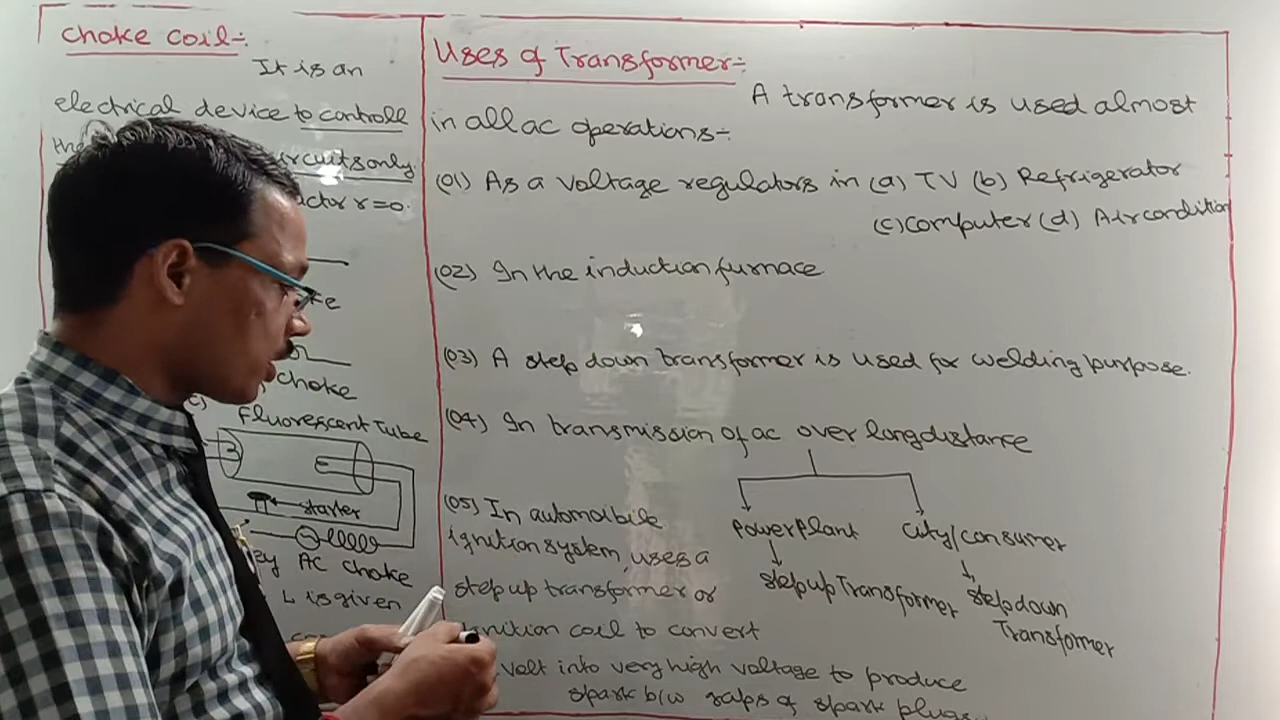 Choke Coil:-
It is an
electrical device to controll
the
circuits only
r=0.
Fe
choke
Fluorescent Tube
starter
By AC choke
L is given
Uses of Transformer:-
A transformer is used almost
in all ac operations:-
(01) As a voltage regulators in (a) TV (b) Refrigerator
(c) computer (d) Air condition
(02) In the induction furnace
(03) A step down transformer is used for welding purpose.
(04) In transmission of ac over long distance
Power Plant
City/consumer
step up Transformer
step down
Transformer
(05) In automobile
ignition system, uses a
step up transformer or
ignition coil to convert
volt into very high voltage to produce
spark b/w gaps of spark plugs